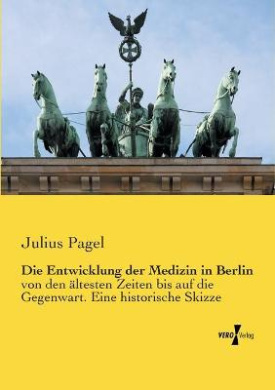 Julius Pagel
Die Entwicklung der Medizin in Berlin
von den ältesten Zeiten bis auf die
Gegenwart. Eine historische Skizze
VERO Verlag